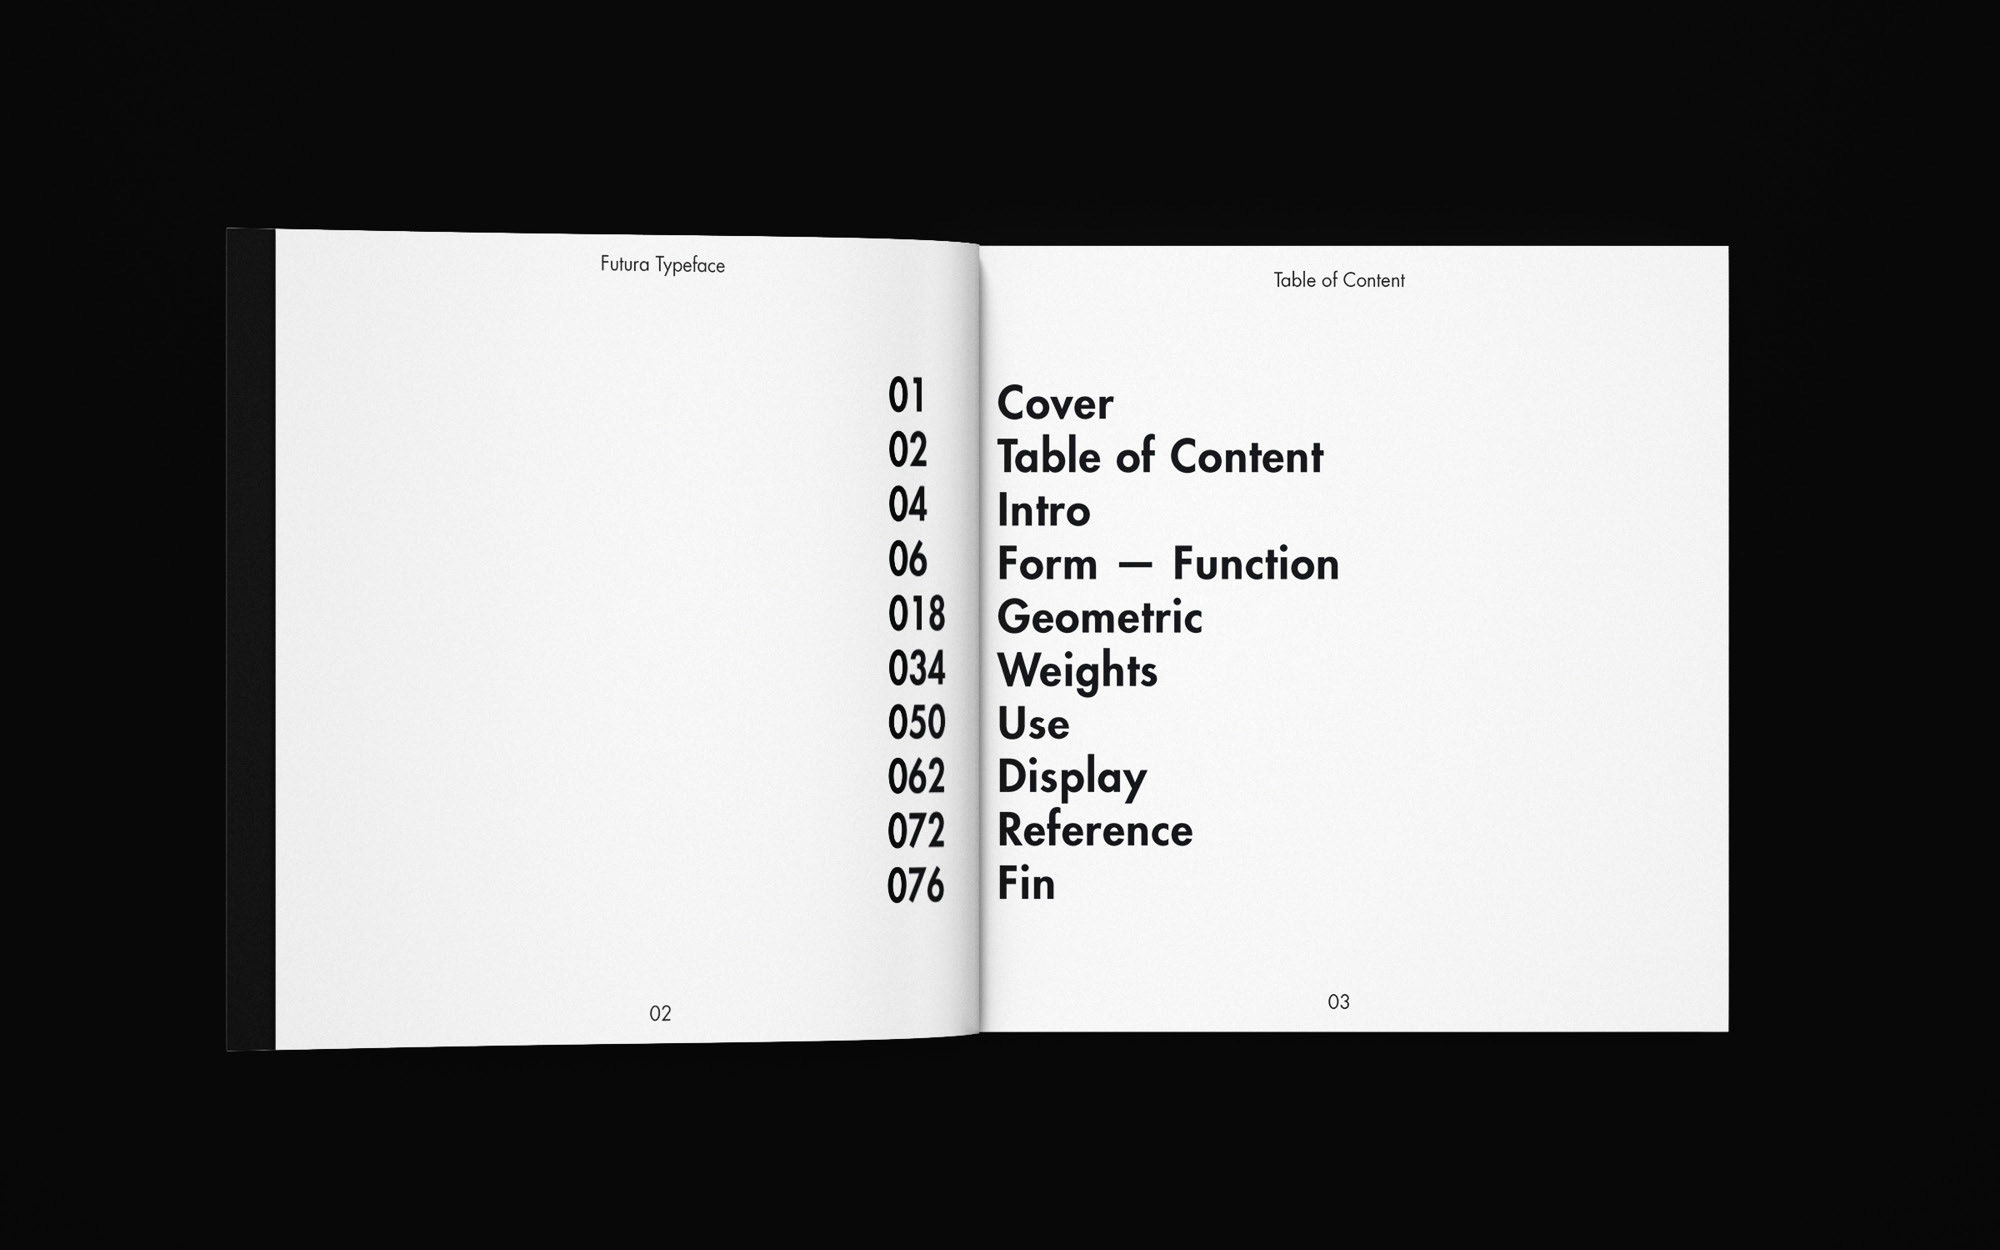 Futura Typeface
Table of Content
01 Cover
02 Table of Content
04 Intro
06 Form — Function
018 Geometric
034 Weights
050 Use
062 Display
072 Reference
076 Fin
02
03